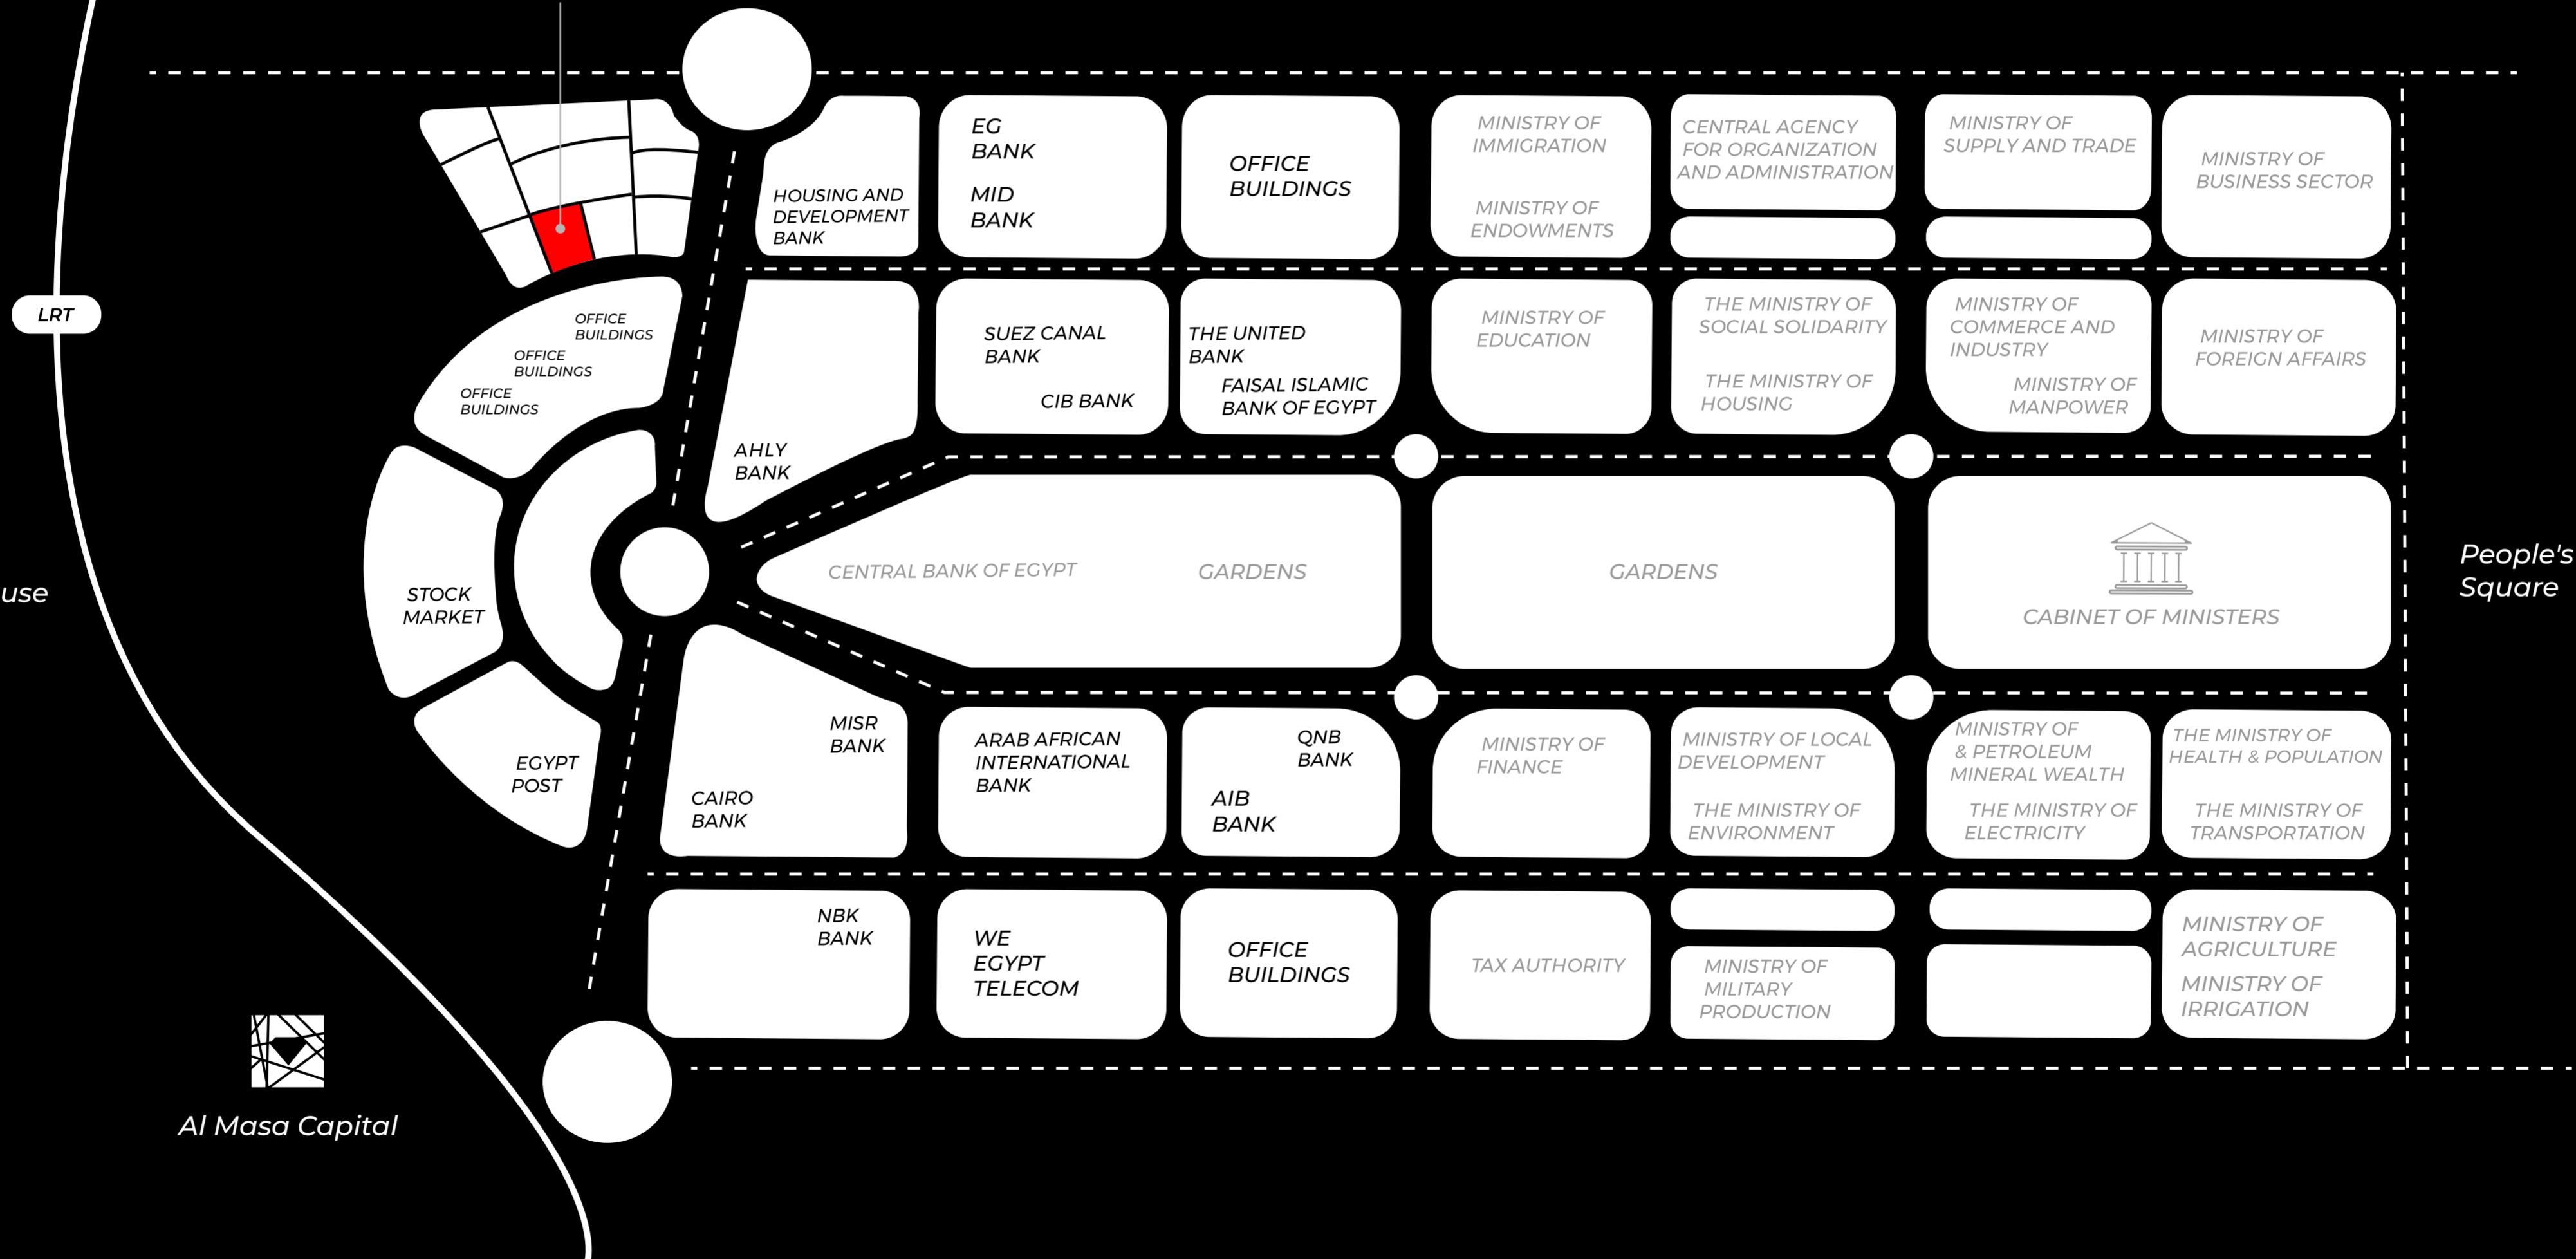 EG
BANK
MID
BANK
HOUSING AND
DEVELOPMENT
BANK
OFFICE
BUILDINGS
MINISTRY OF
IMMIGRATION
MINISTRY OF
ENDOWMENTS
CENTRAL AGENCY
FOR ORGANIZATION
AND ADMINISTRATION
MINISTRY OF
SUPPLY AND TRADE
MINISTRY OF
BUSINESS SECTOR
LRT
OFFICE
BUILDINGS
OFFICE
BUILDINGS
OFFICE
BUILDINGS
AHLY
BANK
SUEZ CANAL
BANK
CIB BANK
THE UNITED
BANK
FAISAL ISLAMIC
BANK OF EGYPT
MINISTRY OF
EDUCATION
THE MINISTRY OF
SOCIAL SOLIDARITY
THE MINISTRY OF
HOUSING
MINISTRY OF
COMMERCE AND
INDUSTRY
MINISTRY OF
MANPOWER
MINISTRY OF
FOREIGN AFFAIRS
use
STOCK
MARKET
CENTRAL BANK OF EGYPT
GARDENS
GARDENS
CABINET OF MINISTERS
People's
Square
EGYPT
POST
MISR
BANK
CAIRO
BANK
ARAB AFRICAN
INTERNATIONAL
BANK
QNB
BANK
AIB
BANK
MINISTRY OF
FINANCE
MINISTRY OF LOCAL
DEVELOPMENT
THE MINISTRY OF
ENVIRONMENT
MINISTRY OF
& PETROLEUM
MINERAL WEALTH
THE MINISTRY OF
ELECTRICITY
THE MINISTRY OF
HEALTH & POPULATION
THE MINISTRY OF
TRANSPORTATION
NBK
BANK
WE
EGYPT
TELECOM
OFFICE
BUILDINGS
TAX AUTHORITY
MINISTRY OF
MILITARY
PRODUCTION
MINISTRY OF
AGRICULTURE
MINISTRY OF
IRRIGATION
Al Masa Capital